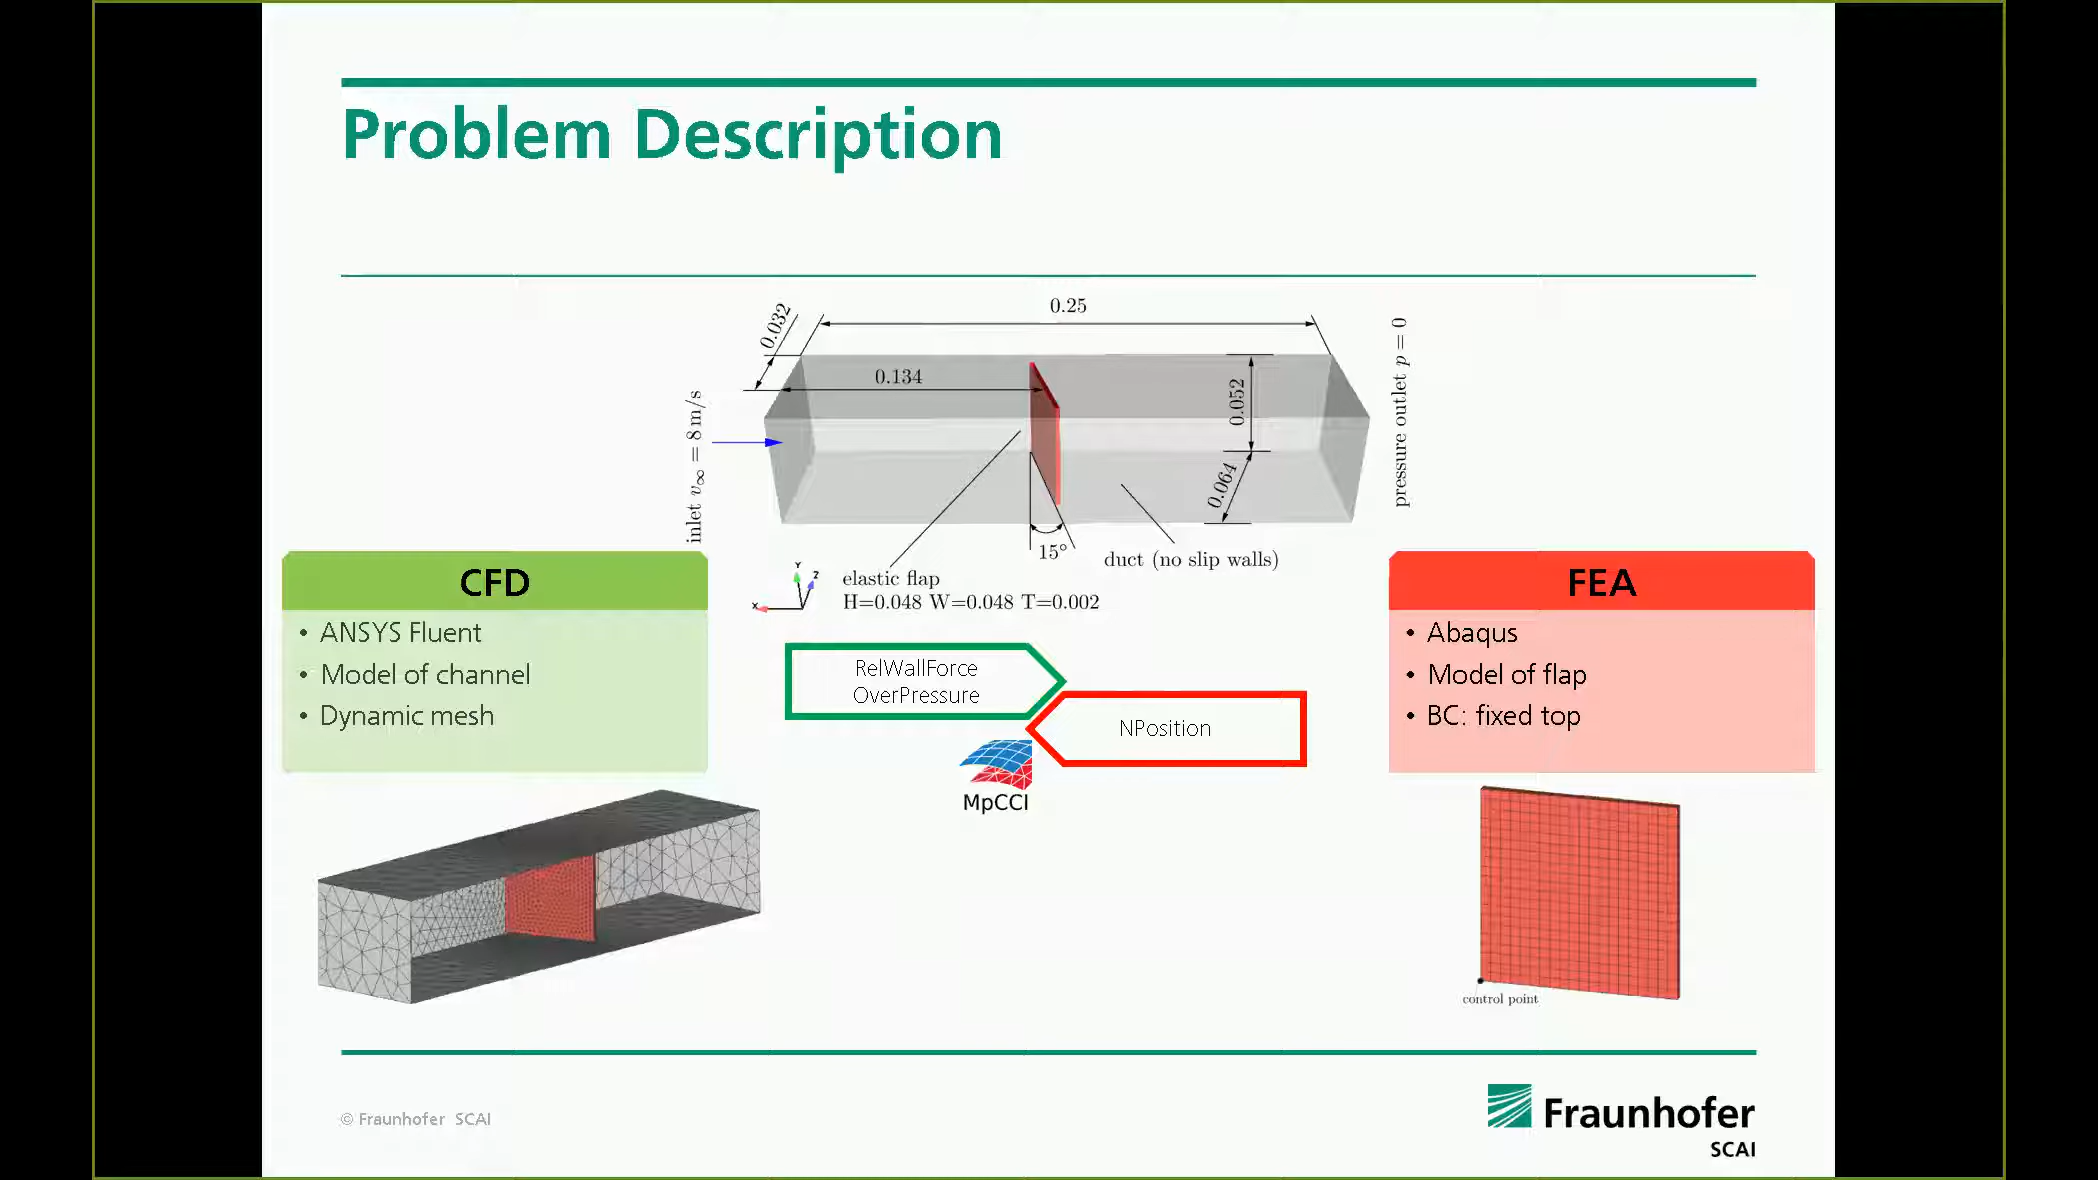 Problem Description
0.25
0.032
0.134
0.052
0.064
inlet v∞ = 8 m/s
pressure outlet p = 0
15°
duct (no slip walls)
elastic flap
H=0.048 W=0.048 T=0.002
Y
Z
X
CFD
• ANSYS Fluent
• Model of channel
• Dynamic mesh
RelWallForce
OverPressure
NPosition
MpCCI
FEA
• Abaqus
• Model of flap
• BC: fixed top
control point
© Fraunhofer SCAI
Fraunhofer
SCAI